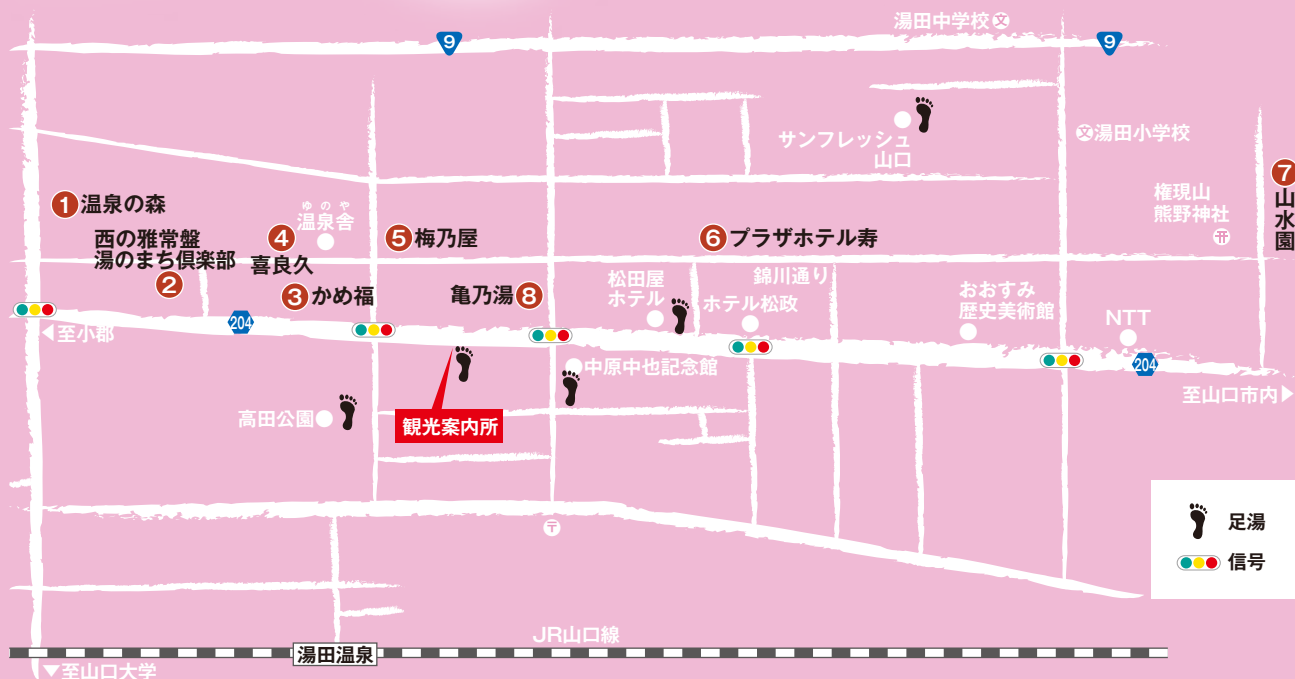 湯田中学校
文
9
9
サンフレッシュ
山口
文
湯田小学校
権現山
熊野神社
7
山水園
1 温泉の森
ゆのや
温泉舎
西の雅常盤
湯のまち倶楽部
2
4
喜良久
5 梅乃屋
6 プラザホテル寿
3 かめ福
亀乃湯 8
松田屋
ホテル
錦川通り
ホテル松政
おおすみ
歴史美術館
NTT
204
204
◀至小郡
中原中也記念館
至山口市内▶
高田公園
観光案内所
〒
足湯
信号
JR山口線
湯田温泉
▼至山口大学